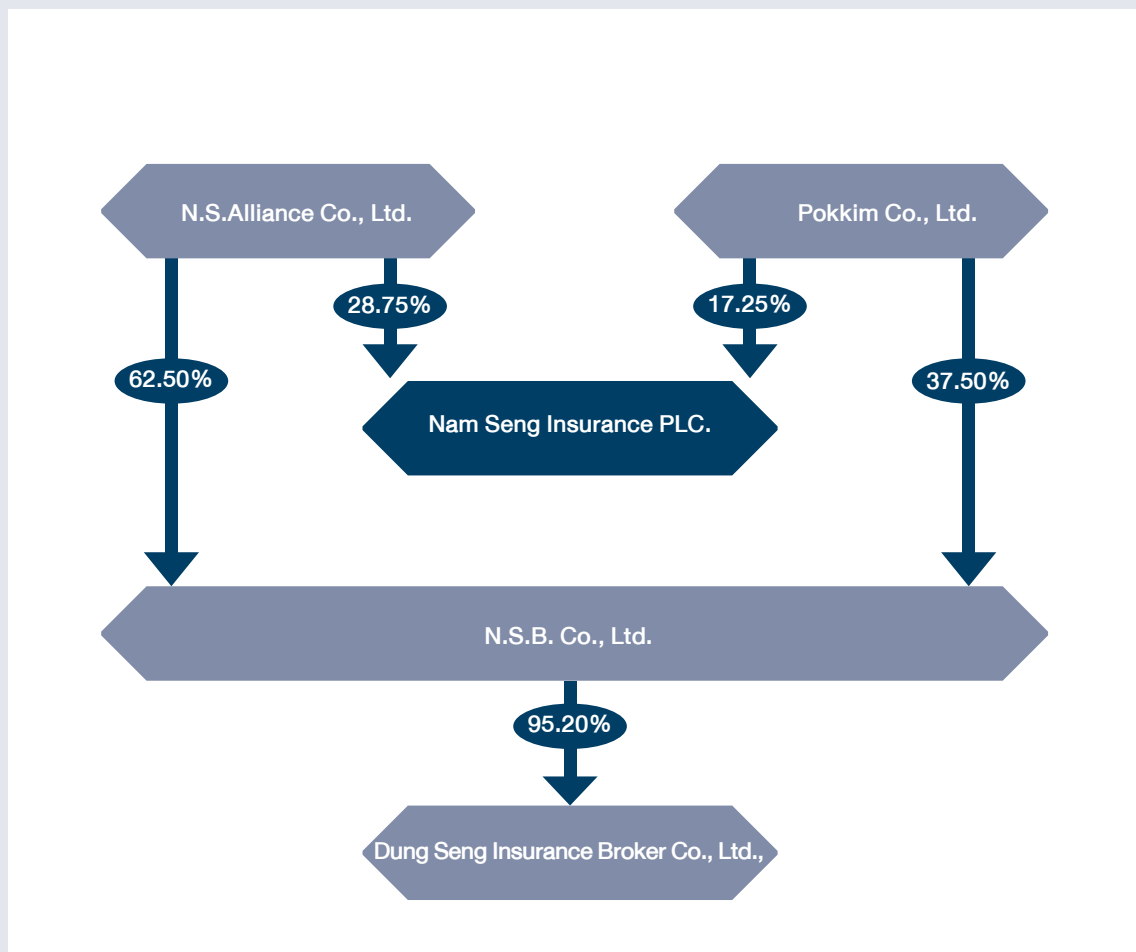 N.S.Alliance Co., Ltd.
Pokkim Co., Ltd.
28.75%
17.25%
62.50%
37.50%
Nam Seng Insurance PLC.
N.S.B. Co., Ltd.
95.20%
Dung Seng Insurance Broker Co., Ltd.,